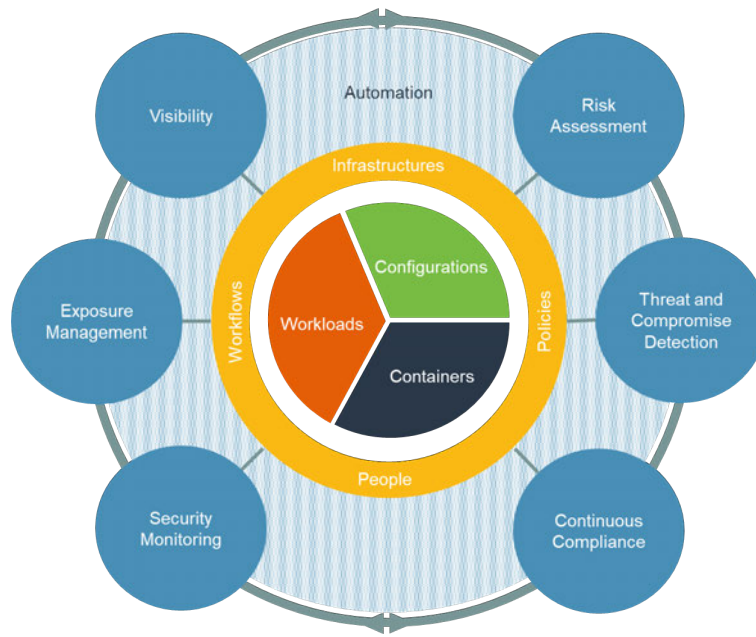 Visibility
Automation
Risk
Assessment
Infrastructures
Configurations
Workloads
Containers
Workflows
Policies
People
Exposure
Management
Threat and
Compromise
Detection
Security
Monitoring
Continuous
Compliance